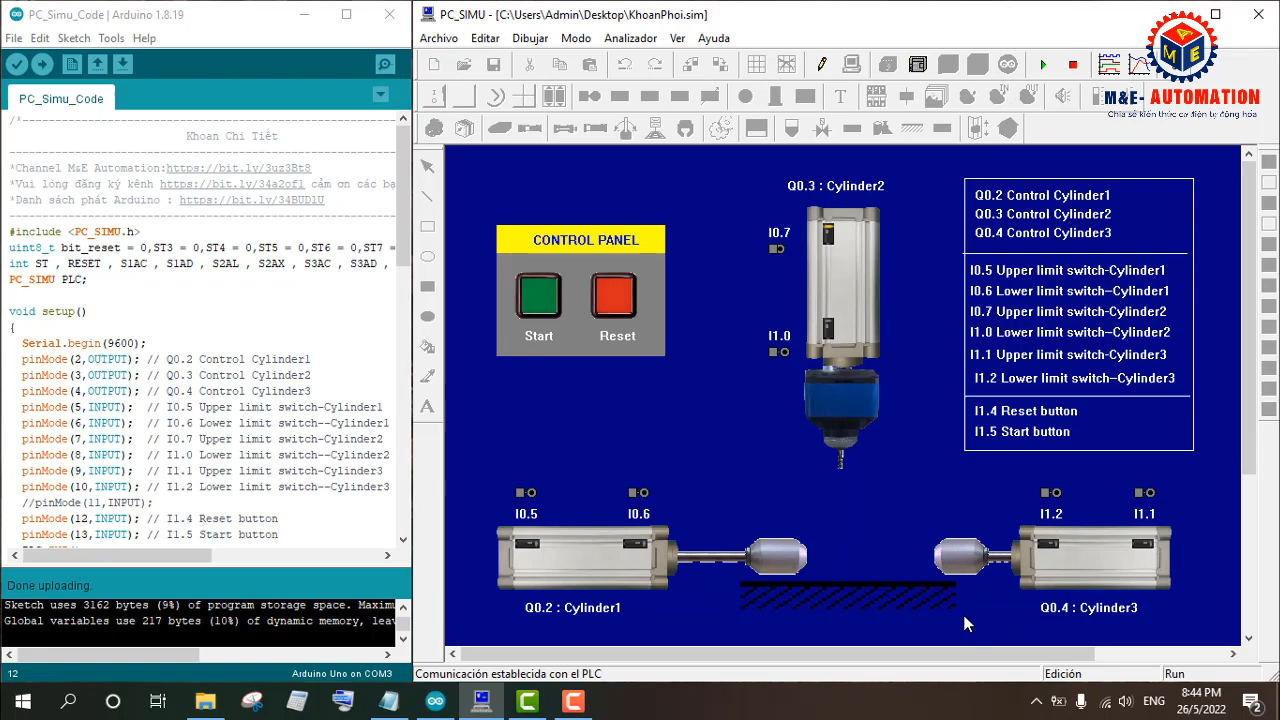 PC_Simu_Code | Arduino 1.8.19
File Edit Sketch Tools Help
PC_Simu_Code
/*
Khoan Chi Tiết
*Channel M&E Automation:https://bit.ly/3uz3Bt8
*Vui lòng đăng ký kênh https://bit.ly/34a2ofl cảm ơn các bạ
*Danh sách phát Arduino : https://bit.ly/34BUD1U
#include <PC_SIMU.h>
uint8_t bit_reset = 0,ST3 = 0,ST4 = 0,ST5 = 0,ST6 = 0,ST7 =
int ST , RESET , S1AC , S1AD , S2AL , S2AX , S3AC , S3AD ,
PC_SIMU PLC;
void setup()
{
Serial.begin(9600);
pinMode(2,OUTPUT); // Q0.2 Control Cylinder1
pinMode(3,OUTPUT); // Q0.3 Control Cylinder2
pinMode(4,OUTPUT); // Q0.4 Control Cylinder3
pinMode(5,INPUT); // I0.5 Upper limit switch-Cylinder1
pinMode(6,INPUT); // I0.6 Lower limit switch--Cylinder1
pinMode(7,INPUT); // I0.7 Upper limit switch-Cylinder2
pinMode(8,INPUT); // I1.0 Lower limit switch--Cylinder2
pinMode(9,INPUT); // I1.1 Upper limit switch-Cylinder3
pinMode(10,INPUT); // I1.2 Lower limit switch--Cylinder3
//pinMode(11,INPUT);
pinMode(12,INPUT); // I1.4 Reset button
pinMode(13,INPUT); // I1.5 Start button
Done uploading.
Sketch uses 3162 bytes (9%) of program storage space. Maximu
Global variables use 217 bytes (10%) of dynamic memory, leav
12
Arduino Uno on COM3
PC_SIMU - [C:\Users\Admin\Desktop\KhoanPhoi.sim]
Archivo Editar Dibujar Modo Analizador Ver Ayuda
M&E- AUTOMATION
Chia sẻ kiến thức cơ điện tự động hóa
CONTROL PANEL
Start
Reset
Q0.3 : Cylinder2
I0.7
I1.0
Q0.2 Control Cylinder1
Q0.3 Control Cylinder2
Q0.4 Control Cylinder3
I0.5 Upper limit switch-Cylinder1
I0.6 Lower limit switch--Cylinder1
I0.7 Upper limit switch-Cylinder2
I1.0 Lower limit switch--Cylinder2
I1.1 Upper limit switch-Cylinder3
I1.2 Lower limit switch--Cylinder3
I1.4 Reset button
I1.5 Start button
I0.5
I0.6
I1.2
I1.1
Q0.2 : Cylinder1
Q0.4 : Cylinder3
Comunicación establecida con el PLC
Edición
Run
ENG
8:44 PM
26/5/2022
2